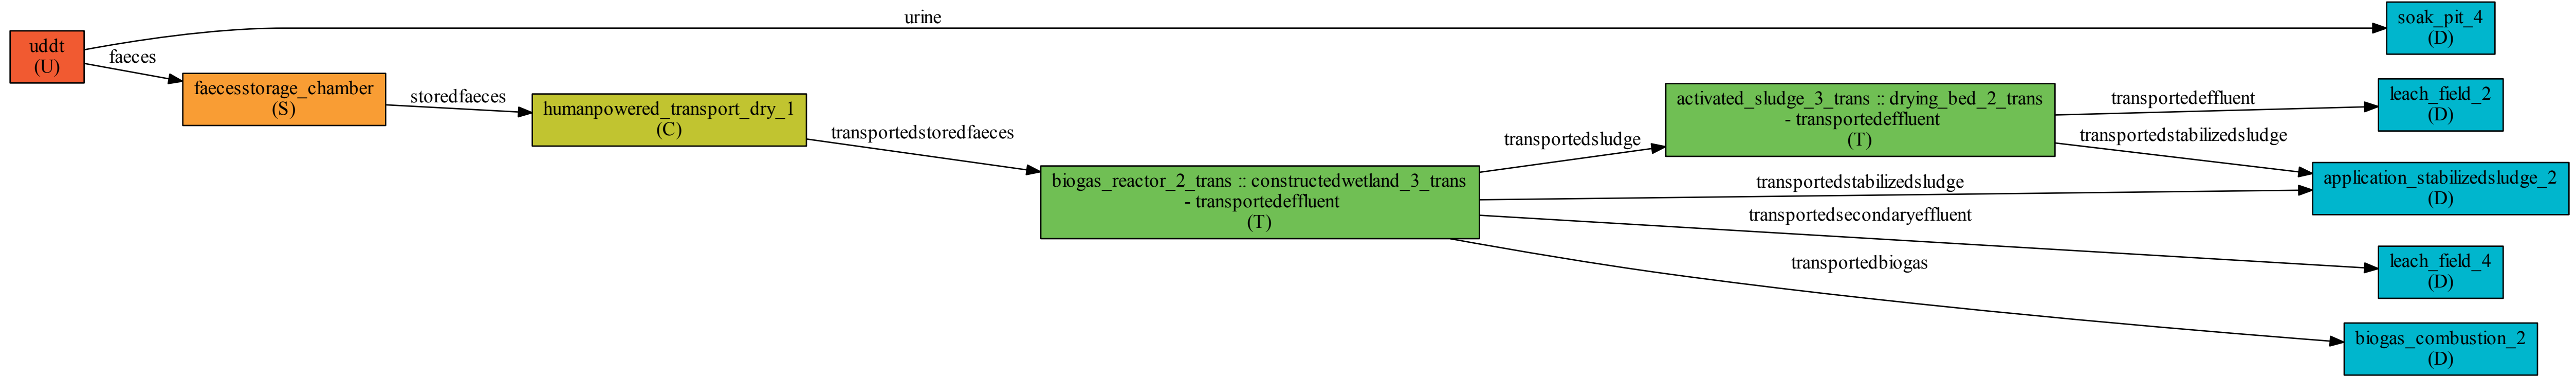 urine
soak_pit_4
(D)
uddt
(U)
faeces
faecesstorage_chamber
(S)
storedfaeces
humanpowered_transport_dry_1
(C)
transportedstoredfaeces
biogas_reactor_2_trans :: constructedwetland_3_trans
- transportedeffluent
(T)
transportedsludge
activated_sludge_3_trans :: drying_bed_2_trans
- transportedeffluent
(T)
transportedeffluent
leach_field_2
(D)
transportedstabilizedsludge
transportedstabilizedsludge
application_stabilizedsludge_2
(D)
transportedsecondaryeffluent
leach_field_4
(D)
transportedbiogas
biogas_combustion_2
(D)